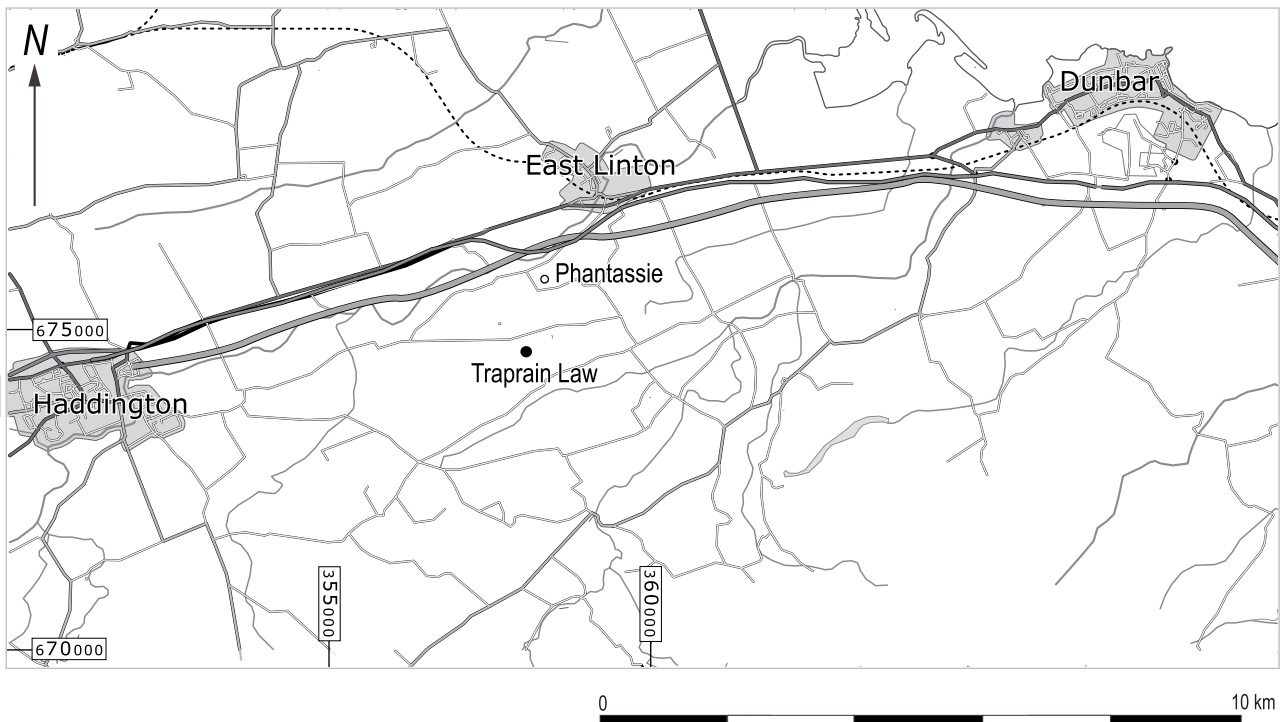 N
Dunbar
East Linton
Phantassie
675000
Traprain Law
Haddington
355000
360000
670000
0
10 km